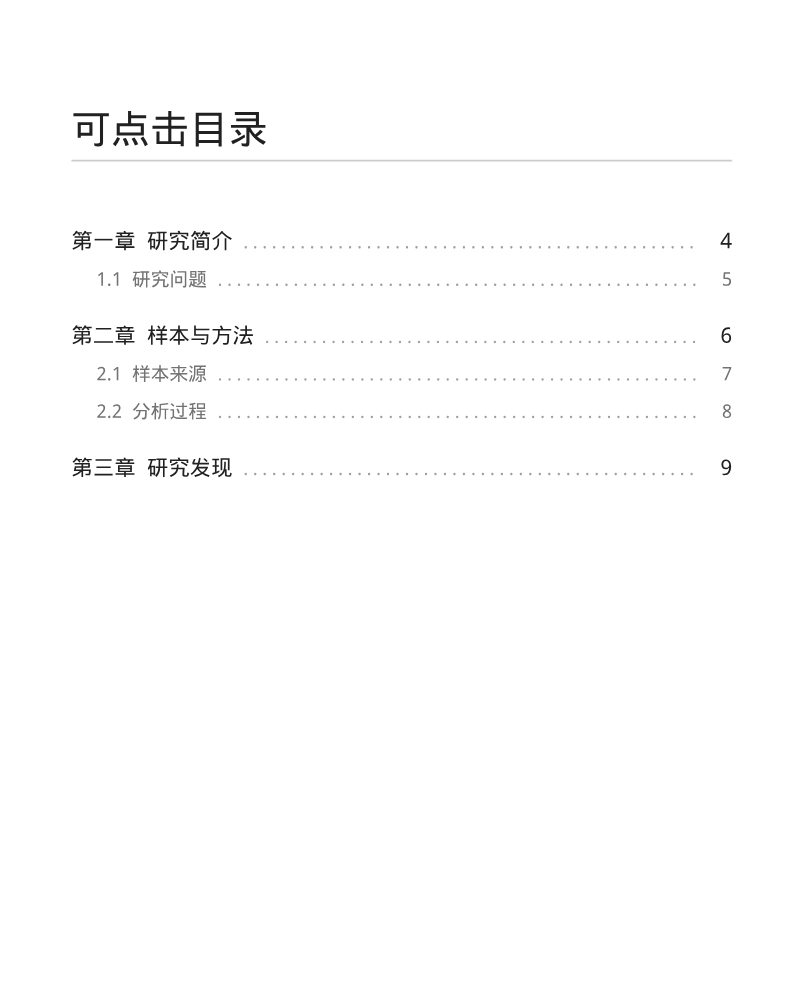 可点击目录
第一章 研究简介 ................................................ 4
1.1 研究问题 ................................................... 5
第二章 样本与方法 .............................................. 6
2.1 样本来源 ................................................... 7
2.2 分析过程 ................................................... 8
第三章 研究发现 ................................................ 9